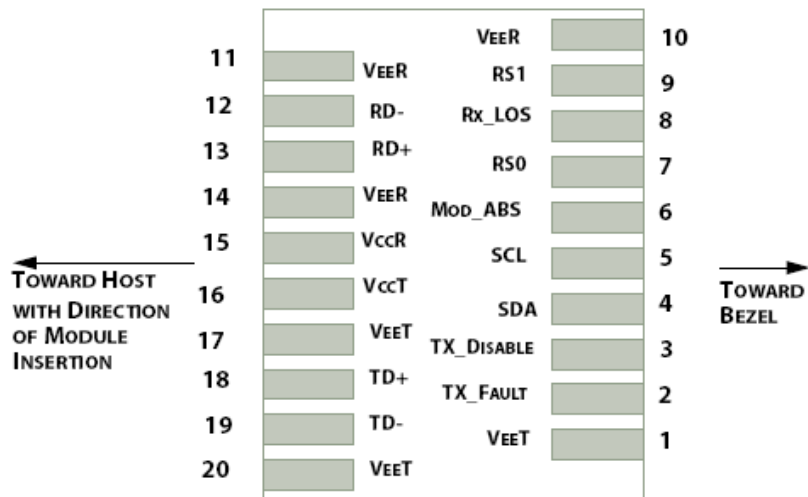 11 VEER
12 RD-
13 RD+
14 VEER
15 VCCR
16 VCCT
17 VEET
18 TD+
19 TD-
20 VEET
VEER 10
RS1 9
RX_LOS 8
RS0 7
MOD_ABS 6
SCL 5
SDA 4
TX_DISABLE 3
TX_FAULT 2
VEET 1
TOWARD HOST
WITH DIRECTION
OF MODULE
INSERTION
TOWARD
BEZEL